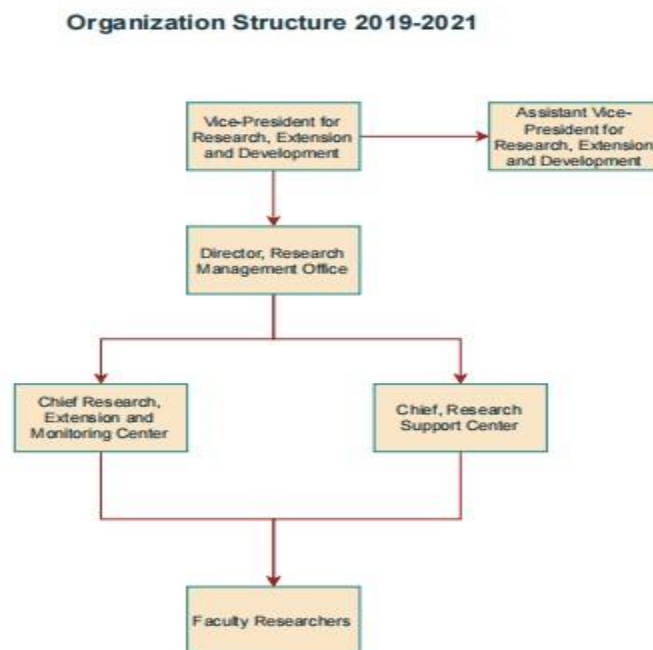 Organization Structure 2019-2021
Vice-President for
Research, Extension
and Development
Assistant Vice-
President for
Research, Extension
and Development
Director, Research
Management Office
Chief Research,
Extension and
Monitoring Center
Chief, Research
Support Center
Faculty Researchers